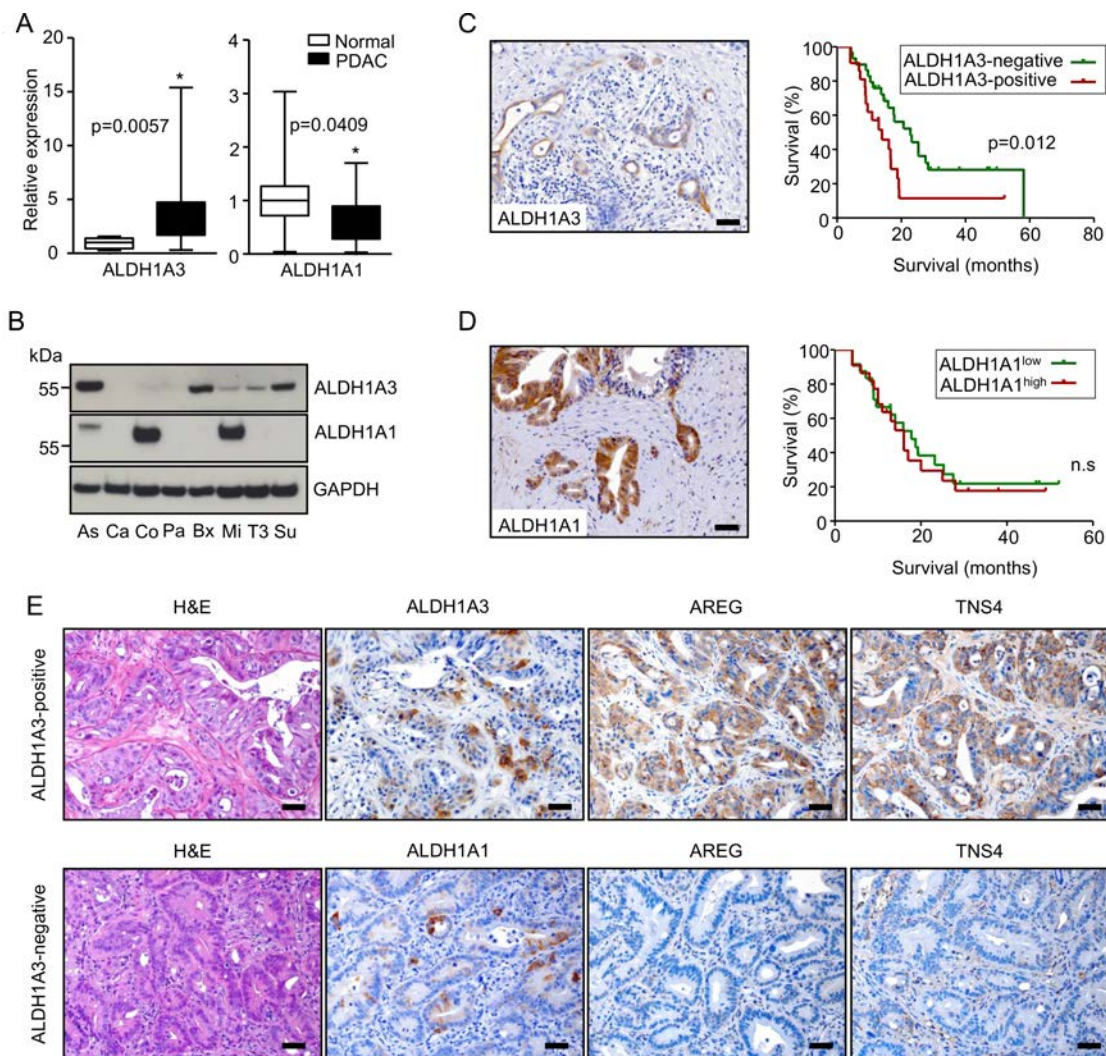 A
20
15
10
5
0
Relative expression
p=0.0057
*
ALDH1A3
4
3
2
1
0
Normal
PDAC
p=0.0409
*
ALDH1A1
B
kDa
55
55
ALDH1A3
ALDH1A1
GAPDH
As Ca Co Pa Bx Mi T3 Su
C
ALDH1A3
100
80
60
40
20
0
Survival (%)
ALDH1A3-negative
ALDH1A3-positive
p=0.012
0 20 40 60 80
Survival (months)
D
ALDH1A1
100
80
60
40
20
0
Survival (%)
ALDH1A1low
ALDH1A1high
n.s
0 20 40 60
Survival (months)
E
H&E ALDH1A3 AREG TNS4
ALDH1A3-positive
H&E ALDH1A1 AREG TNS4
ALDH1A3-negative